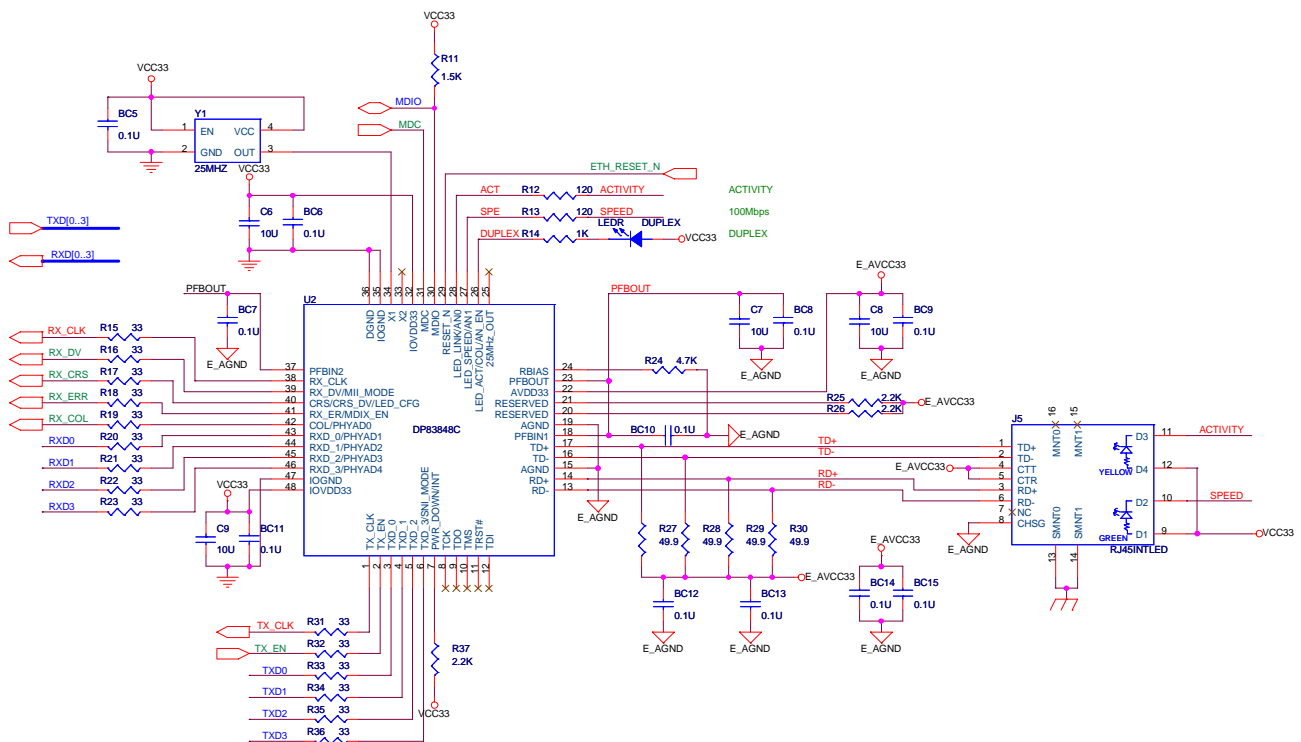 VCC33
R11
1.5K
VCC33
MDIO
MDC
BC5
0.1U
Y1
1 EN VCC 4
2 GND OUT 3
25MHZ
VCC33
C6
10U
BC6
0.1U
ETH_RESET_N
ACT R12 120 ACTIVITY ACTIVITY
SPE R13 120 SPEED 100Mbps
LEDR DUPLEX
DUPLEX R14 1K VCC33 DUPLEX
TXD[0..3]
RXD[0..3]
PFBOUT
BC7
0.1U
E_AGND
U2
DP83848C
36 35 34 33 32 31 30 29 28 27 26 25
DGND
IOGND
X1
X2
IOVDD33
MDC
MDIO
RESET_N
LED_LINK/AN0
LED_SPEED/AN1
LED_ACT/COL/AN_EN
25MHz_OUT
PFBOUT
C7
10U
BC8
0.1U
E_AGND
E_AVCC33
C8
10U
BC9
0.1U
E_AGND
RX_CLK R15 33
RX_DV R16 33
RX_CRS R17 33
RX_ERR R18 33
RX_COL R19 33
RXD0 R20 33
RXD1 R21 33
RXD2 R22 33
RXD3 R23 33
37 PFBIN2
38 RX_CLK
39 RX_DV/MII_MODE
40 CRS/CRS_DV/LED_CFG
41 RX_ER/MDIX_EN
42 COL/PHYAD0
43 RXD_0/PHYAD1
44 RXD_1/PHYAD2
45 RXD_2/PHYAD3
46 RXD_3/PHYAD4
47 IOGND
48 IOVDD33
RBIAS 24
PFBOUT 23
AVDD33 22
RESERVED 21
RESERVED 20
AGND 19
PFBIN1 18
TD+ 17
TD- 16
AGND 15
RD+ 14
RD- 13
R24 4.7K
R25 2.2K
R26 2.2K
E_AVCC33
BC10 0.1U
E_AGND
TD+
TD-
RD+
RD-
E_AGND
VCC33
C9
10U
BC11
0.1U
TX_CLK
TX_EN
TXD_0
TXD_1
TXD_2
TXD_3/SNI_MODE
PWR_DOWN/INT
TCK
TDO
TMS
TRST#
TDI
1 2 3 4 5 6 7 8 9 10 11 12
R27
49.9
R28
49.9
R29
49.9
R30
49.9
E_AVCC33
BC12
0.1U
E_AGND
BC13
0.1U
E_AGND
E_AVCC33
BC14
0.1U
BC15
0.1U
E_AGND
J5
16 15
MNT0
MNT1
1 TD+
2 TD-
4 CTT
5 CTR
3 RD+
6 RD-
7 NC
8 CHSG
E_AVCC33
E_AGND
D3 11 ACTIVITY
YELLOW
D4 12
D2 10 SPEED
GREEN
D1 9
VCC33
SMNT0
SMNT1
13 14
RJ45INTLED
TX_CLK R31 33
TX_EN R32 33
TXD0 R33 33
TXD1 R34 33
TXD2 R35 33
TXD3 R36 33
R37
2.2K
VCC33